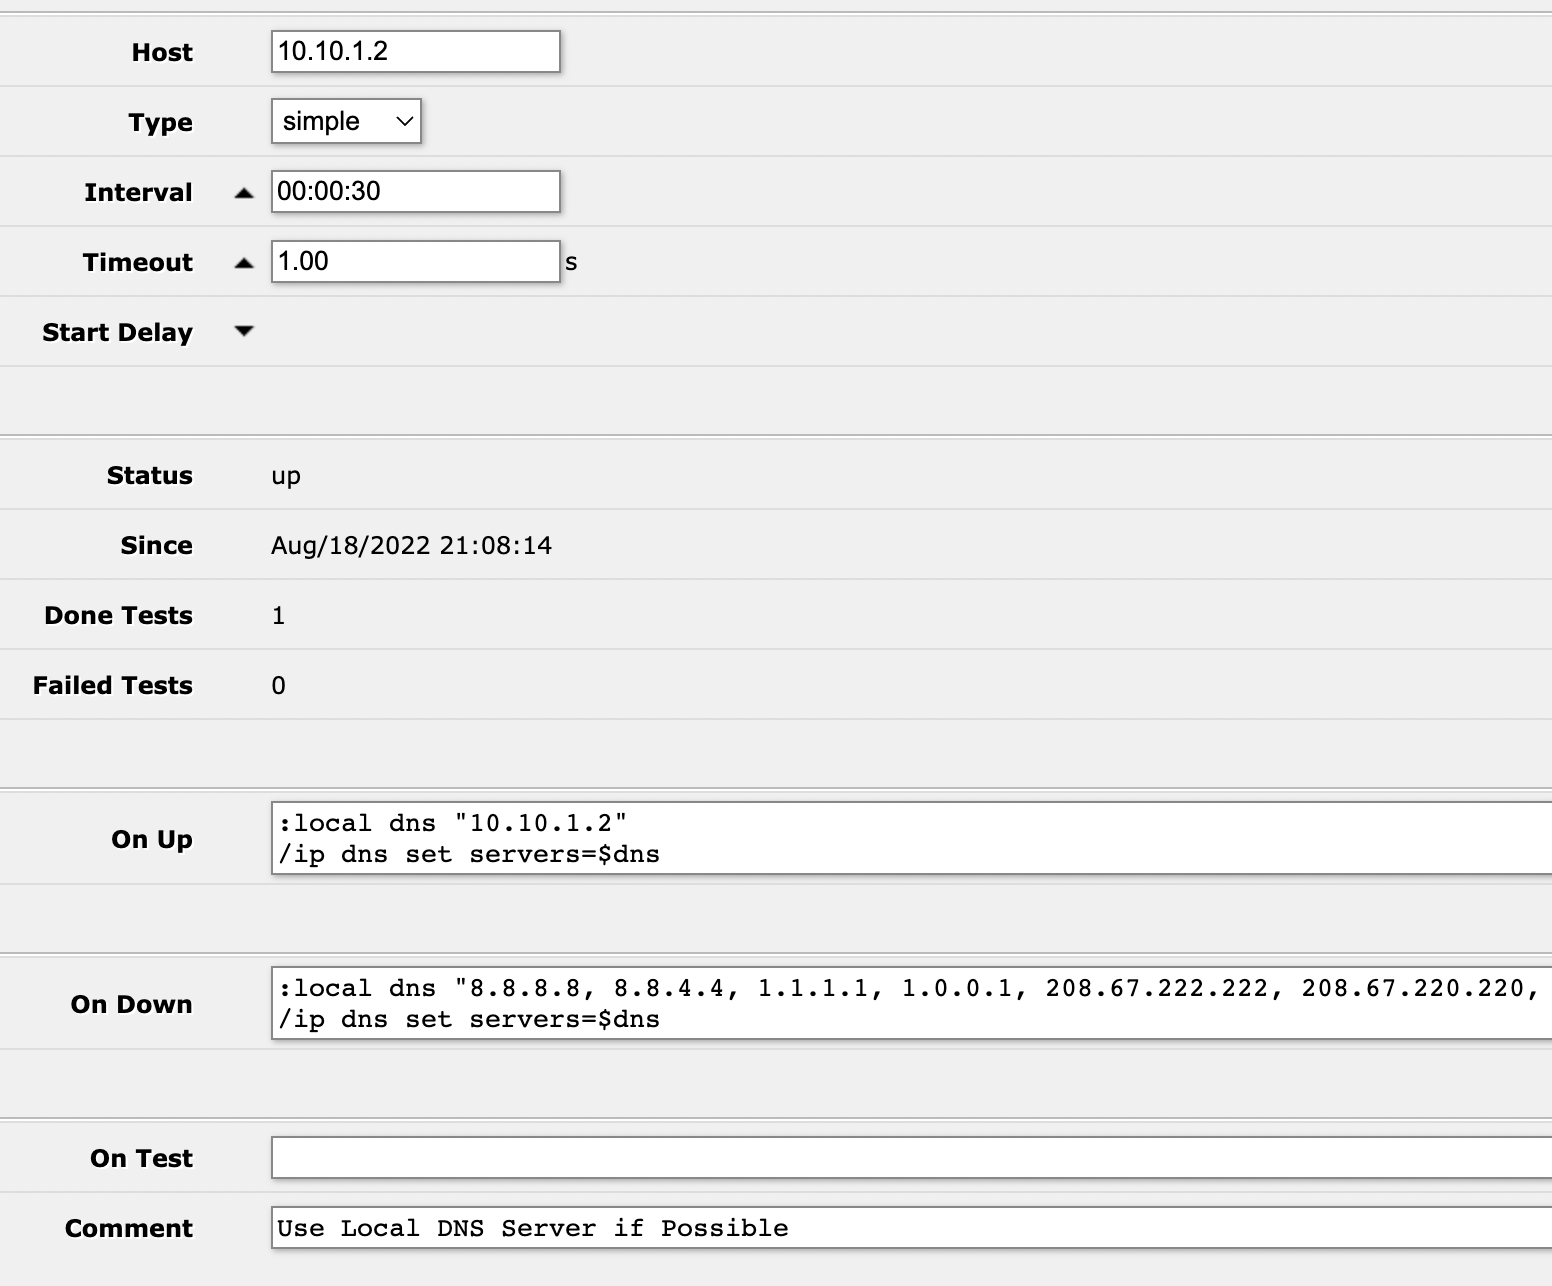 Host 10.10.1.2
Type simple
Interval 00:00:30
Timeout 1.00 s
Start Delay
Status up
Since Aug/18/2022 21:08:14
Done Tests 1
Failed Tests 0
On Up :local dns "10.10.1.2"
/ip dns set servers=$dns
On Down :local dns "8.8.8.8, 8.8.4.4, 1.1.1.1, 1.0.0.1, 208.67.222.222, 208.67.220.220,
/ip dns set servers=$dns
On Test
Comment Use Local DNS Server if Possible